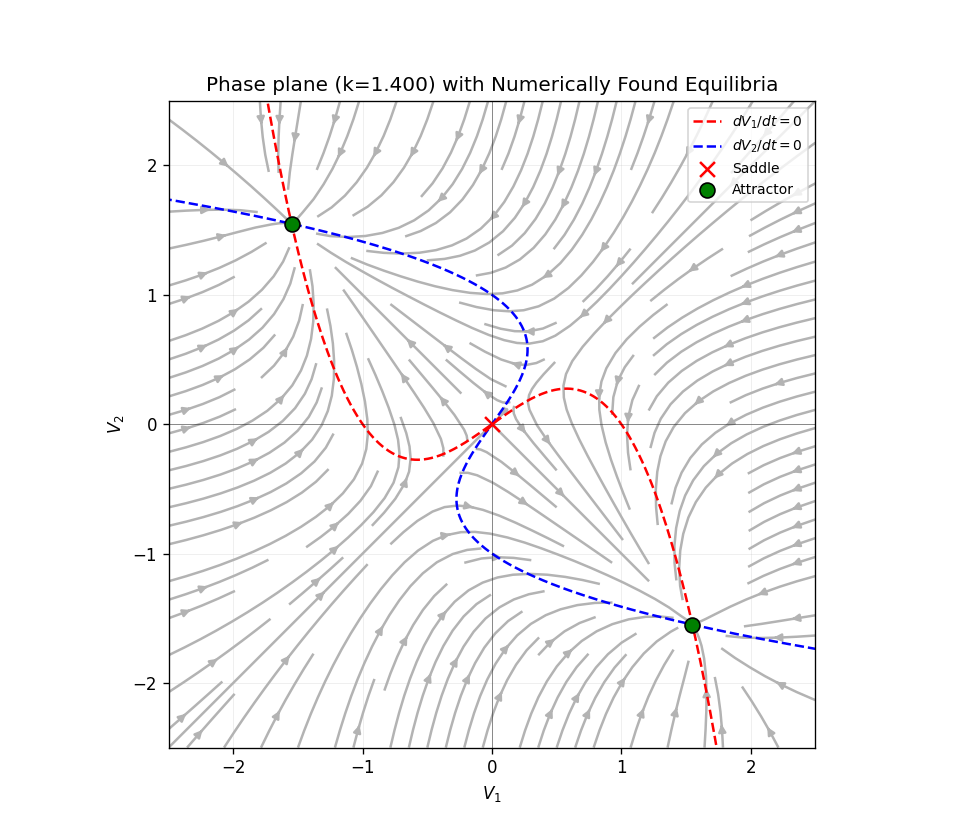 Phase plane (k=1.400) with Numerically Found Equilibria
dV₁/dt = 0
dV₂/dt = 0
Saddle
Attractor
V₂
2
1
0
−1
−2
−2 −1 0 1 2
V₁